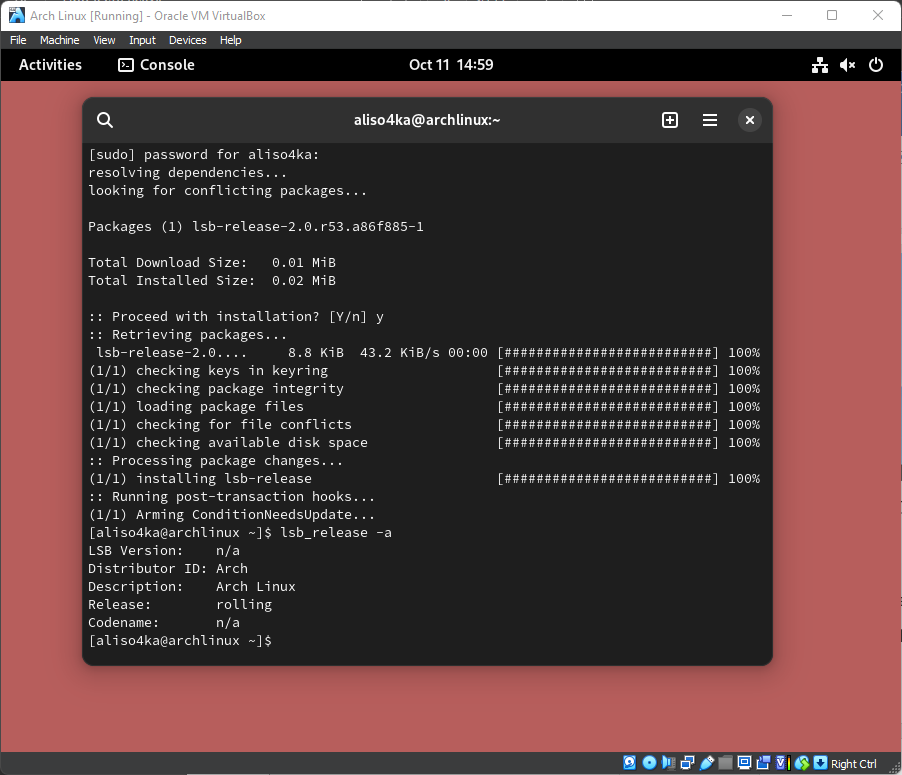 Arch Linux [Running] - Oracle VM VirtualBox
File Machine View Input Devices Help
Activities Console Oct 11 14:59
aliso4ka@archlinux:~
[sudo] password for aliso4ka:
resolving dependencies...
looking for conflicting packages...
Packages (1) lsb-release-2.0.r53.a86f885-1
Total Download Size:   0.01 MiB
Total Installed Size:  0.02 MiB
:: Proceed with installation? [Y/n] y
:: Retrieving packages...
 lsb-release-2.0....     8.8 KiB  43.2 KiB/s 00:00 [##########################] 100%
(1/1) checking keys in keyring                     [##########################] 100%
(1/1) checking package integrity                   [##########################] 100%
(1/1) loading package files                        [##########################] 100%
(1/1) checking for file conflicts                  [##########################] 100%
(1/1) checking available disk space                [##########################] 100%
:: Processing package changes...
(1/1) installing lsb-release                       [##########################] 100%
:: Running post-transaction hooks...
(1/1) Arming ConditionNeedsUpdate...
[aliso4ka@archlinux ~]$ lsb_release -a
LSB Version:    n/a
Distributor ID: Arch
Description:    Arch Linux
Release:        rolling
Codename:       n/a
[aliso4ka@archlinux ~]$
Right Ctrl